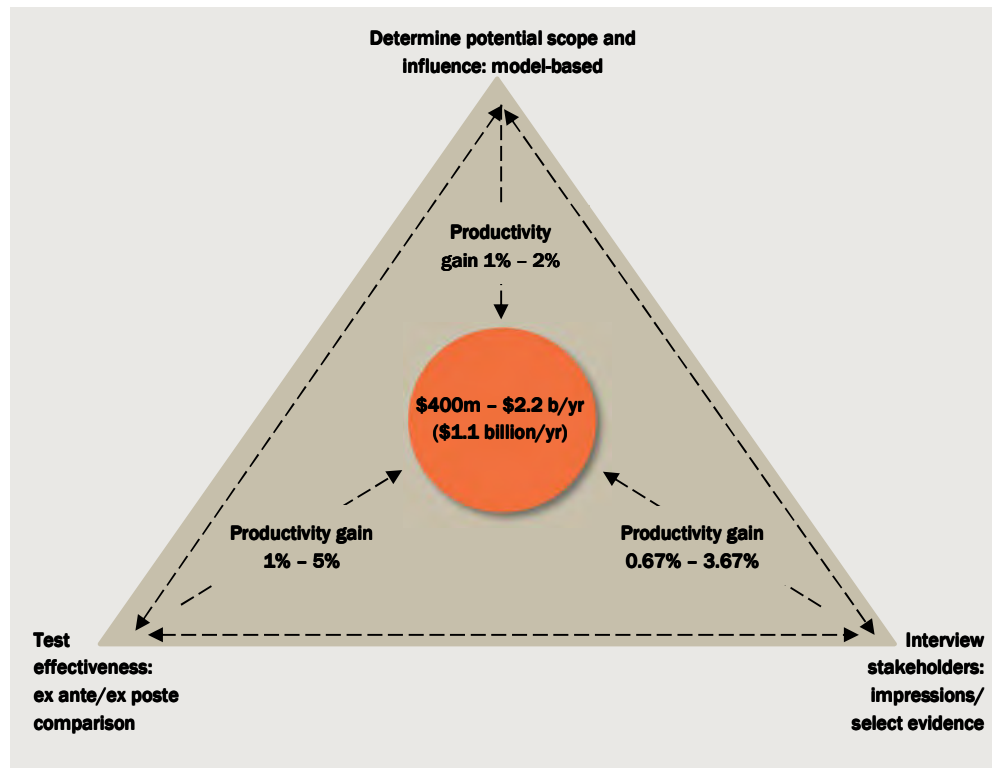 Determine potential scope and
influence: model-based
Productivity
gain 1% – 2%
$400m – $2.2 b/yr
($1.1 billion/yr)
Productivity gain
1% – 5%
Productivity gain
0.67% – 3.67%
Test
effectiveness:
ex ante/ex poste
comparison
Interview
stakeholders:
impressions/
select evidence